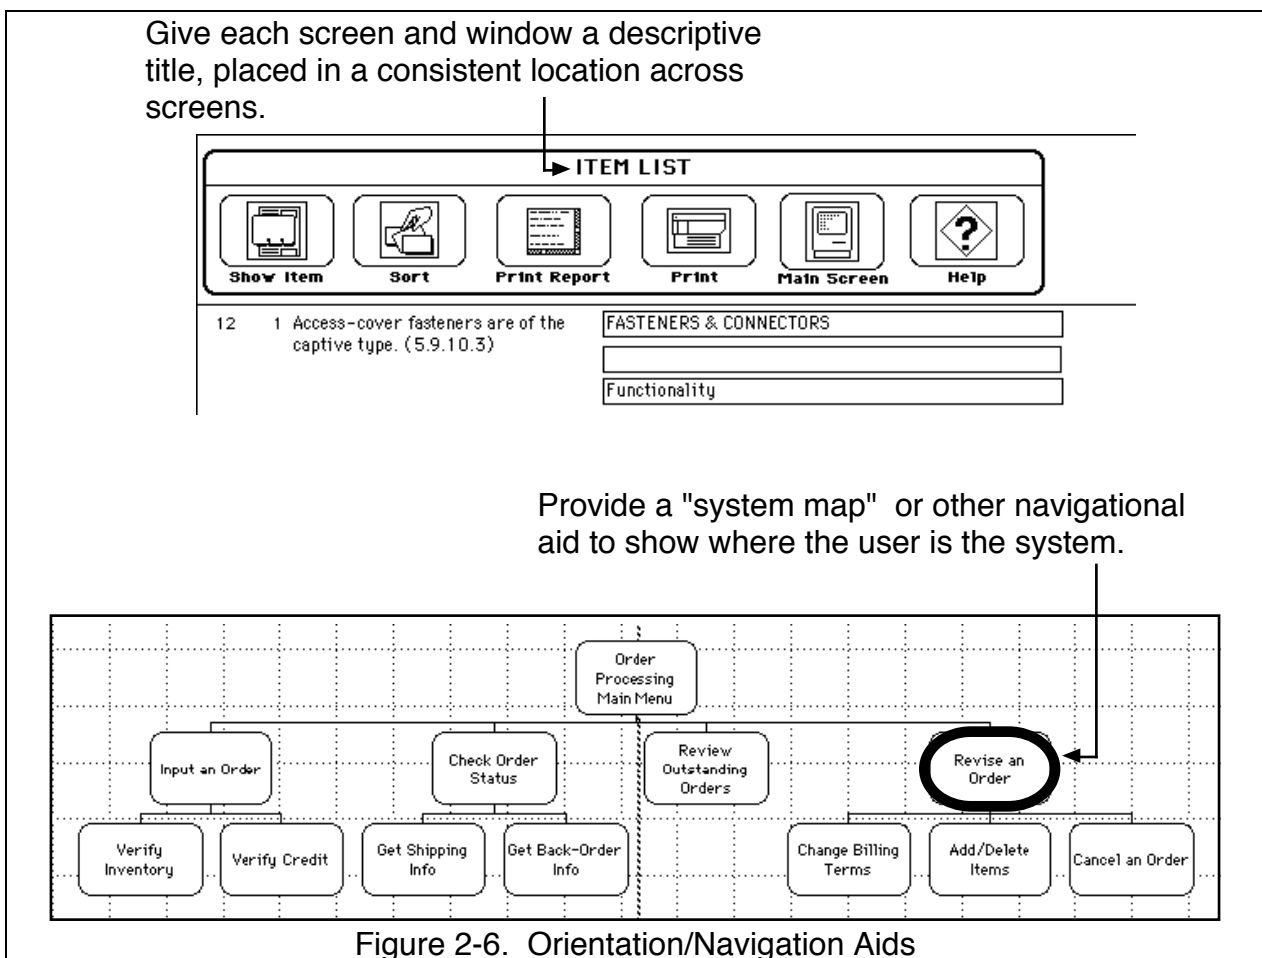 Give each screen and window a descriptive
title, placed in a consistent location across
screens.
ITEM LIST
Show Item Sort Print Report Print Main Screen Help
12 1 Access-cover fasteners are of the
captive type. (5.9.10.3)
FASTENERS & CONNECTORS
Functionality
Provide a "system map" or other navigational
aid to show where the user is the system.
Order
Processing
Main Menu
Input an Order
Check Order
Status
Review
Outstanding
Orders
Revise an
Order
Verify
Inventory
Verify Credit
Get Shipping
Info
Get Back-Order
Info
Change Billing
Terms
Add/Delete
Items
Cancel an Order
Figure 2-6. Orientation/Navigation Aids